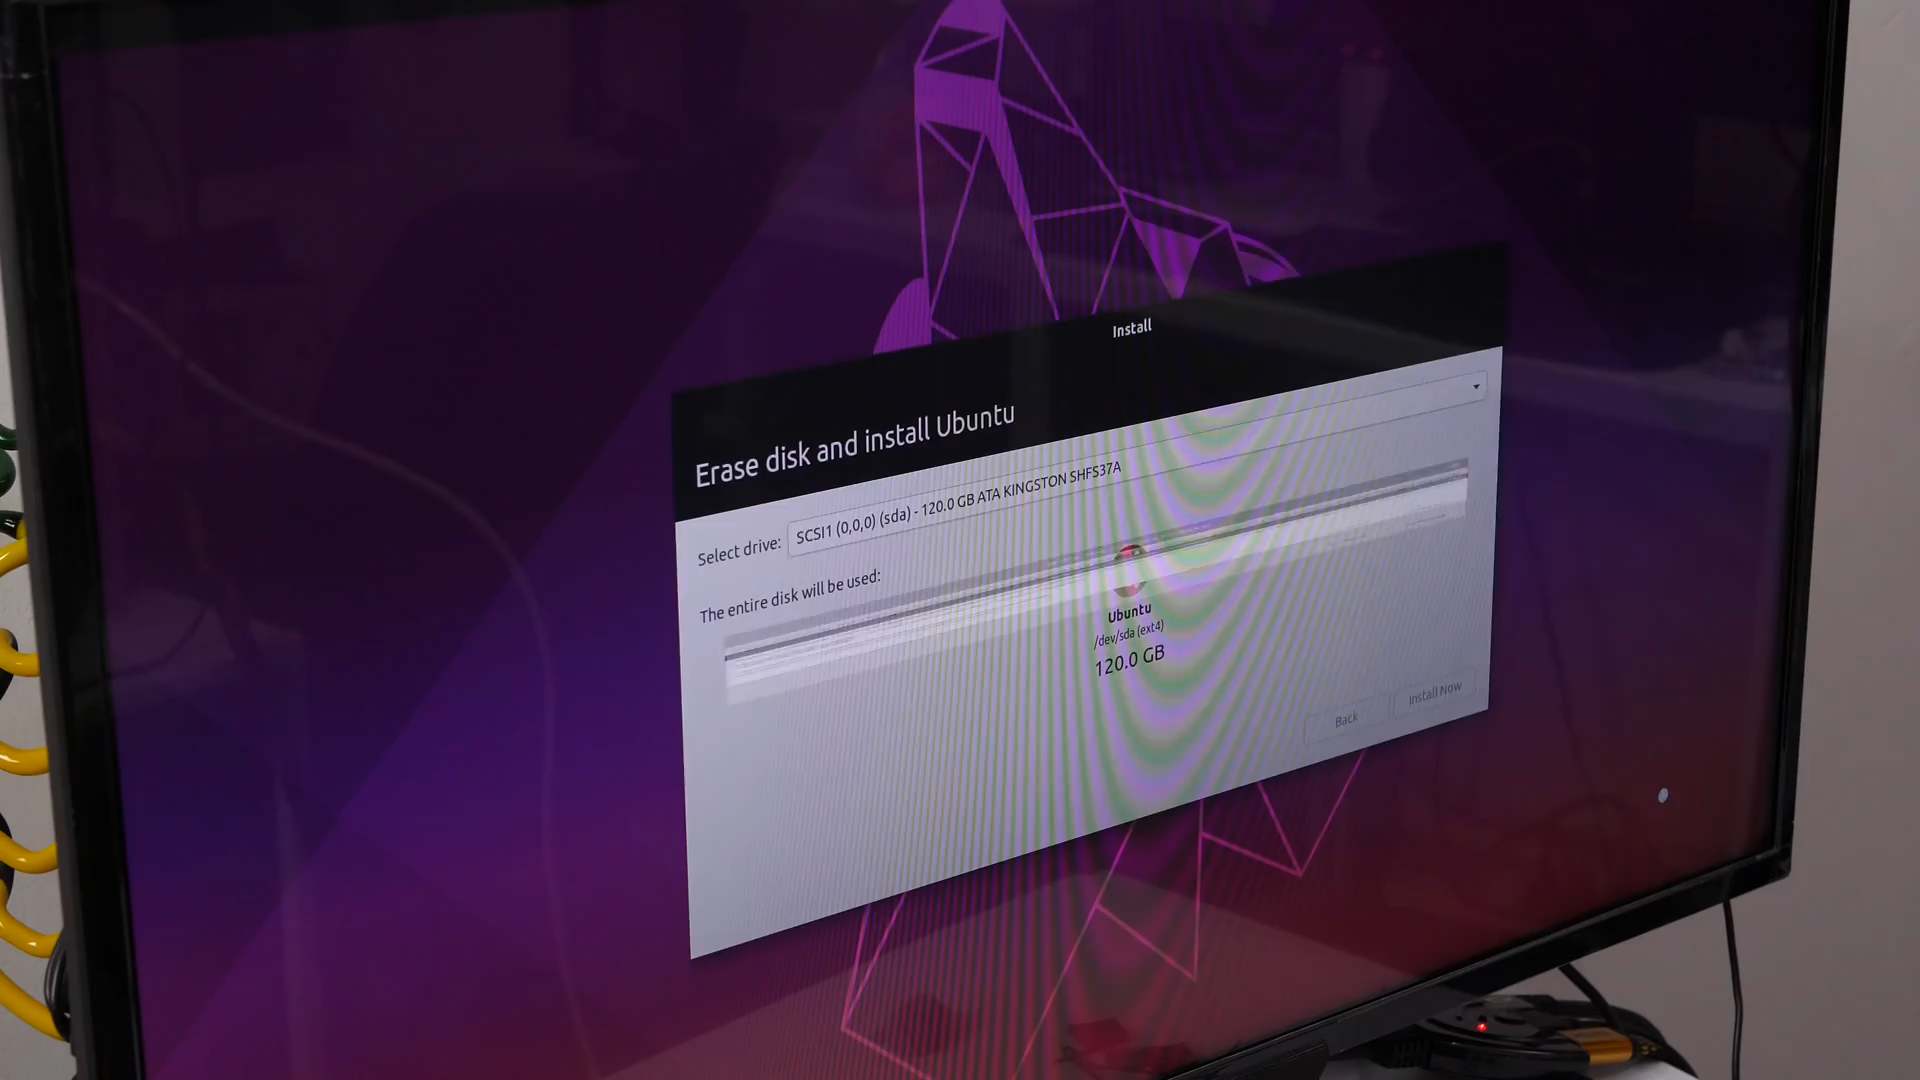 Install
Erase disk and install Ubuntu
Select drive: SCSI1 (0,0,0) (sda) - 120.0 GB ATA KINGSTON SHFS37A
The entire disk will be used:
Ubuntu
/dev/sda (ext4)
120.0 GB
Back Install Now